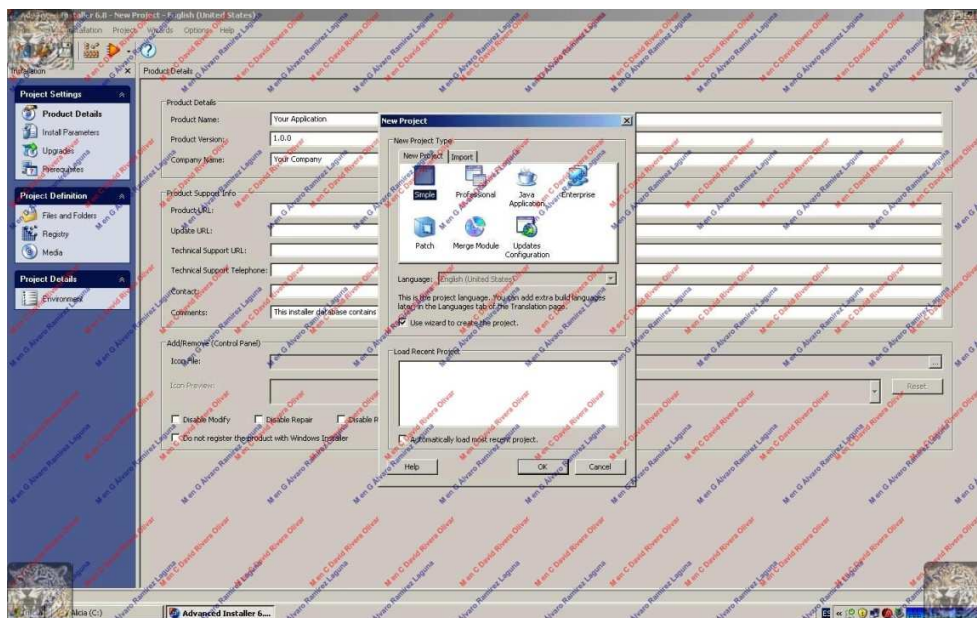 Advanced Installer 6.8 - New Project - English (United States)
Installation Project Wizards Options Help
Installation
Product Details
Project Settings
Product Details
Install Parameters
Upgrades
Prerequisites
Project Definition
Files and Folders
Registry
Media
Project Details
Environment
Product Details
Product Name: Your Application
Product Version: 1.0.0
Company Name: Your Company
Product Support Info
Product URL:
Update URL:
Technical Support URL:
Technical Support Telephone:
Contact:
Comments: This installer database contains
Add/Remove (Control Panel)
Icon File:
...
Icon Preview:
Reset
Disable Modify Disable Repair Disable R
Do not register the product with Windows Installer
New Project
New Project Type
New Project Import
Simple Professional Java Application Enterprise
Patch Merge Module Updates Configuration
Language: English (United States)
This is the project language. You can add extra build languages
later, in the Languages tab of the Translation page.
Use wizard to create the project.
Load Recent Project
Automatically load most recent project.
Help OK Cancel
Alicia (C:)
Advanced Installer 6....
ES
M en C David Rivera Olivar
M en G Alvaro Ramirez Laguna